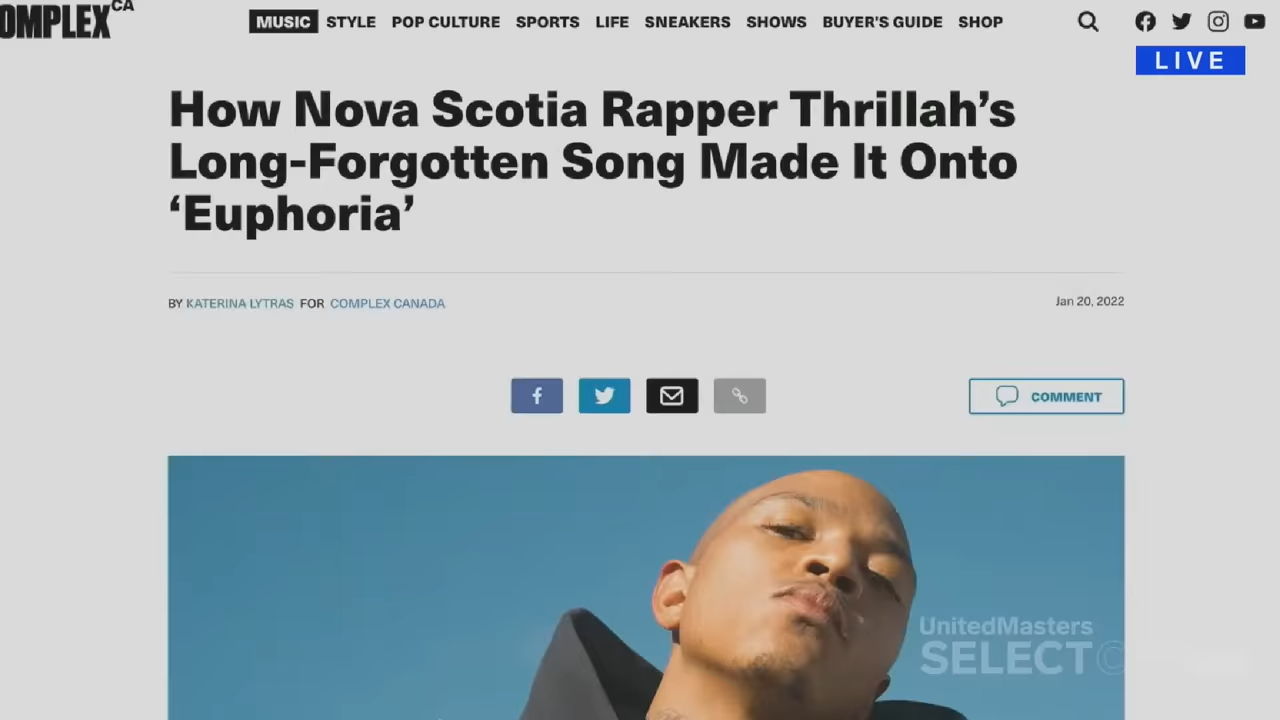 OMPLEX CA
MUSIC STYLE POP CULTURE SPORTS LIFE SNEAKERS SHOWS BUYER'S GUIDE SHOP
LIVE
How Nova Scotia Rapper Thrillah’s
Long-Forgotten Song Made It Onto
‘Euphoria’
BY KATERINA LYTRAS FOR COMPLEX CANADA
Jan 20, 2022
COMMENT
UnitedMasters
SELECT